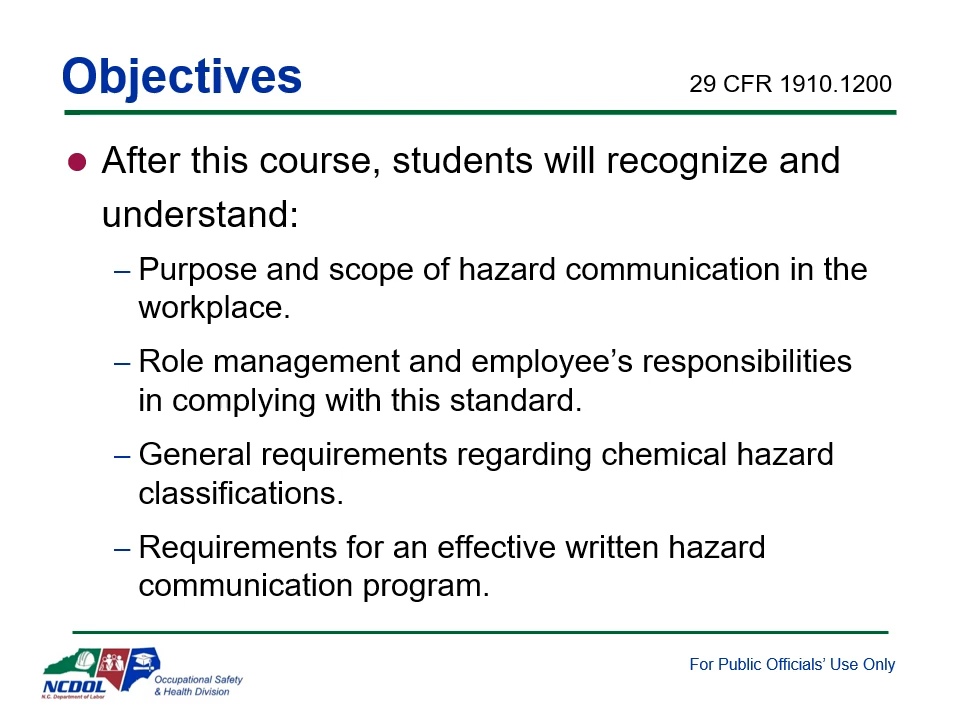 Objectives
29 CFR 1910.1200
After this course, students will recognize and
understand:
– Purpose and scope of hazard communication in the
workplace.
– Role management and employee’s responsibilities
in complying with this standard.
– General requirements regarding chemical hazard
classifications.
– Requirements for an effective written hazard
communication program.
NCDOL
N.C. Department of Labor
Occupational Safety
& Health Division
For Public Officials’ Use Only